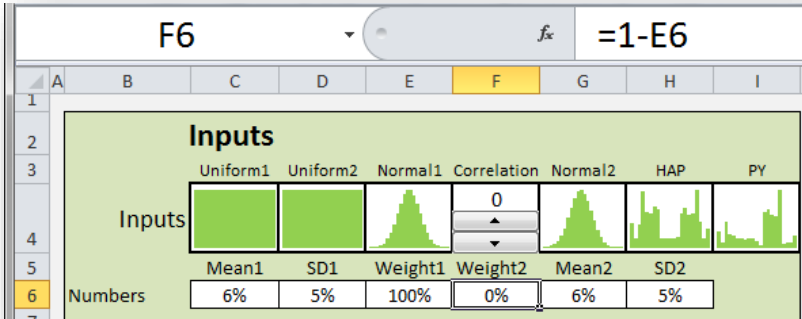 F6 fx =1-E6
A B C D E F G H I
1
2 Inputs
3 Uniform1 Uniform2 Normal1 Correlation Normal2 HAP PY
0
Inputs
4
5 Mean1 SD1 Weight1 Weight2 Mean2 SD2
6 Numbers 6% 5% 100% 0% 6% 5%